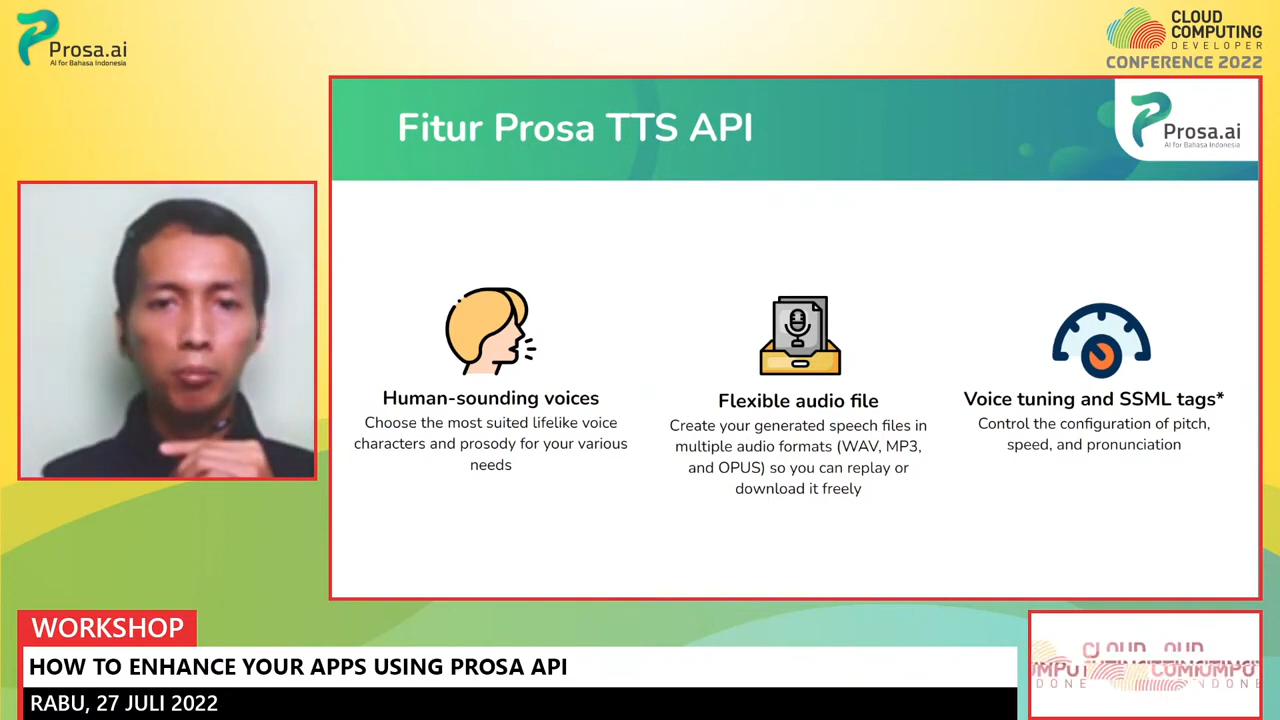 Prosa.ai
AI for Bahasa Indonesia
CLOUD
COMPUTING
DEVELOPER
CONFERENCE 2022
Fitur Prosa TTS API
Prosa.ai
AI for Bahasa Indonesia
Human-sounding voices
Choose the most suited lifelike voice
characters and prosody for your various
needs
Flexible audio file
Create your generated speech files in
multiple audio formats (WAV, MP3,
and OPUS) so you can replay or
download it freely
Voice tuning and SSML tags*
Control the configuration of pitch,
speed, and pronunciation
WORKSHOP
HOW TO ENHANCE YOUR APPS USING PROSA API
RABU, 27 JULI 2022